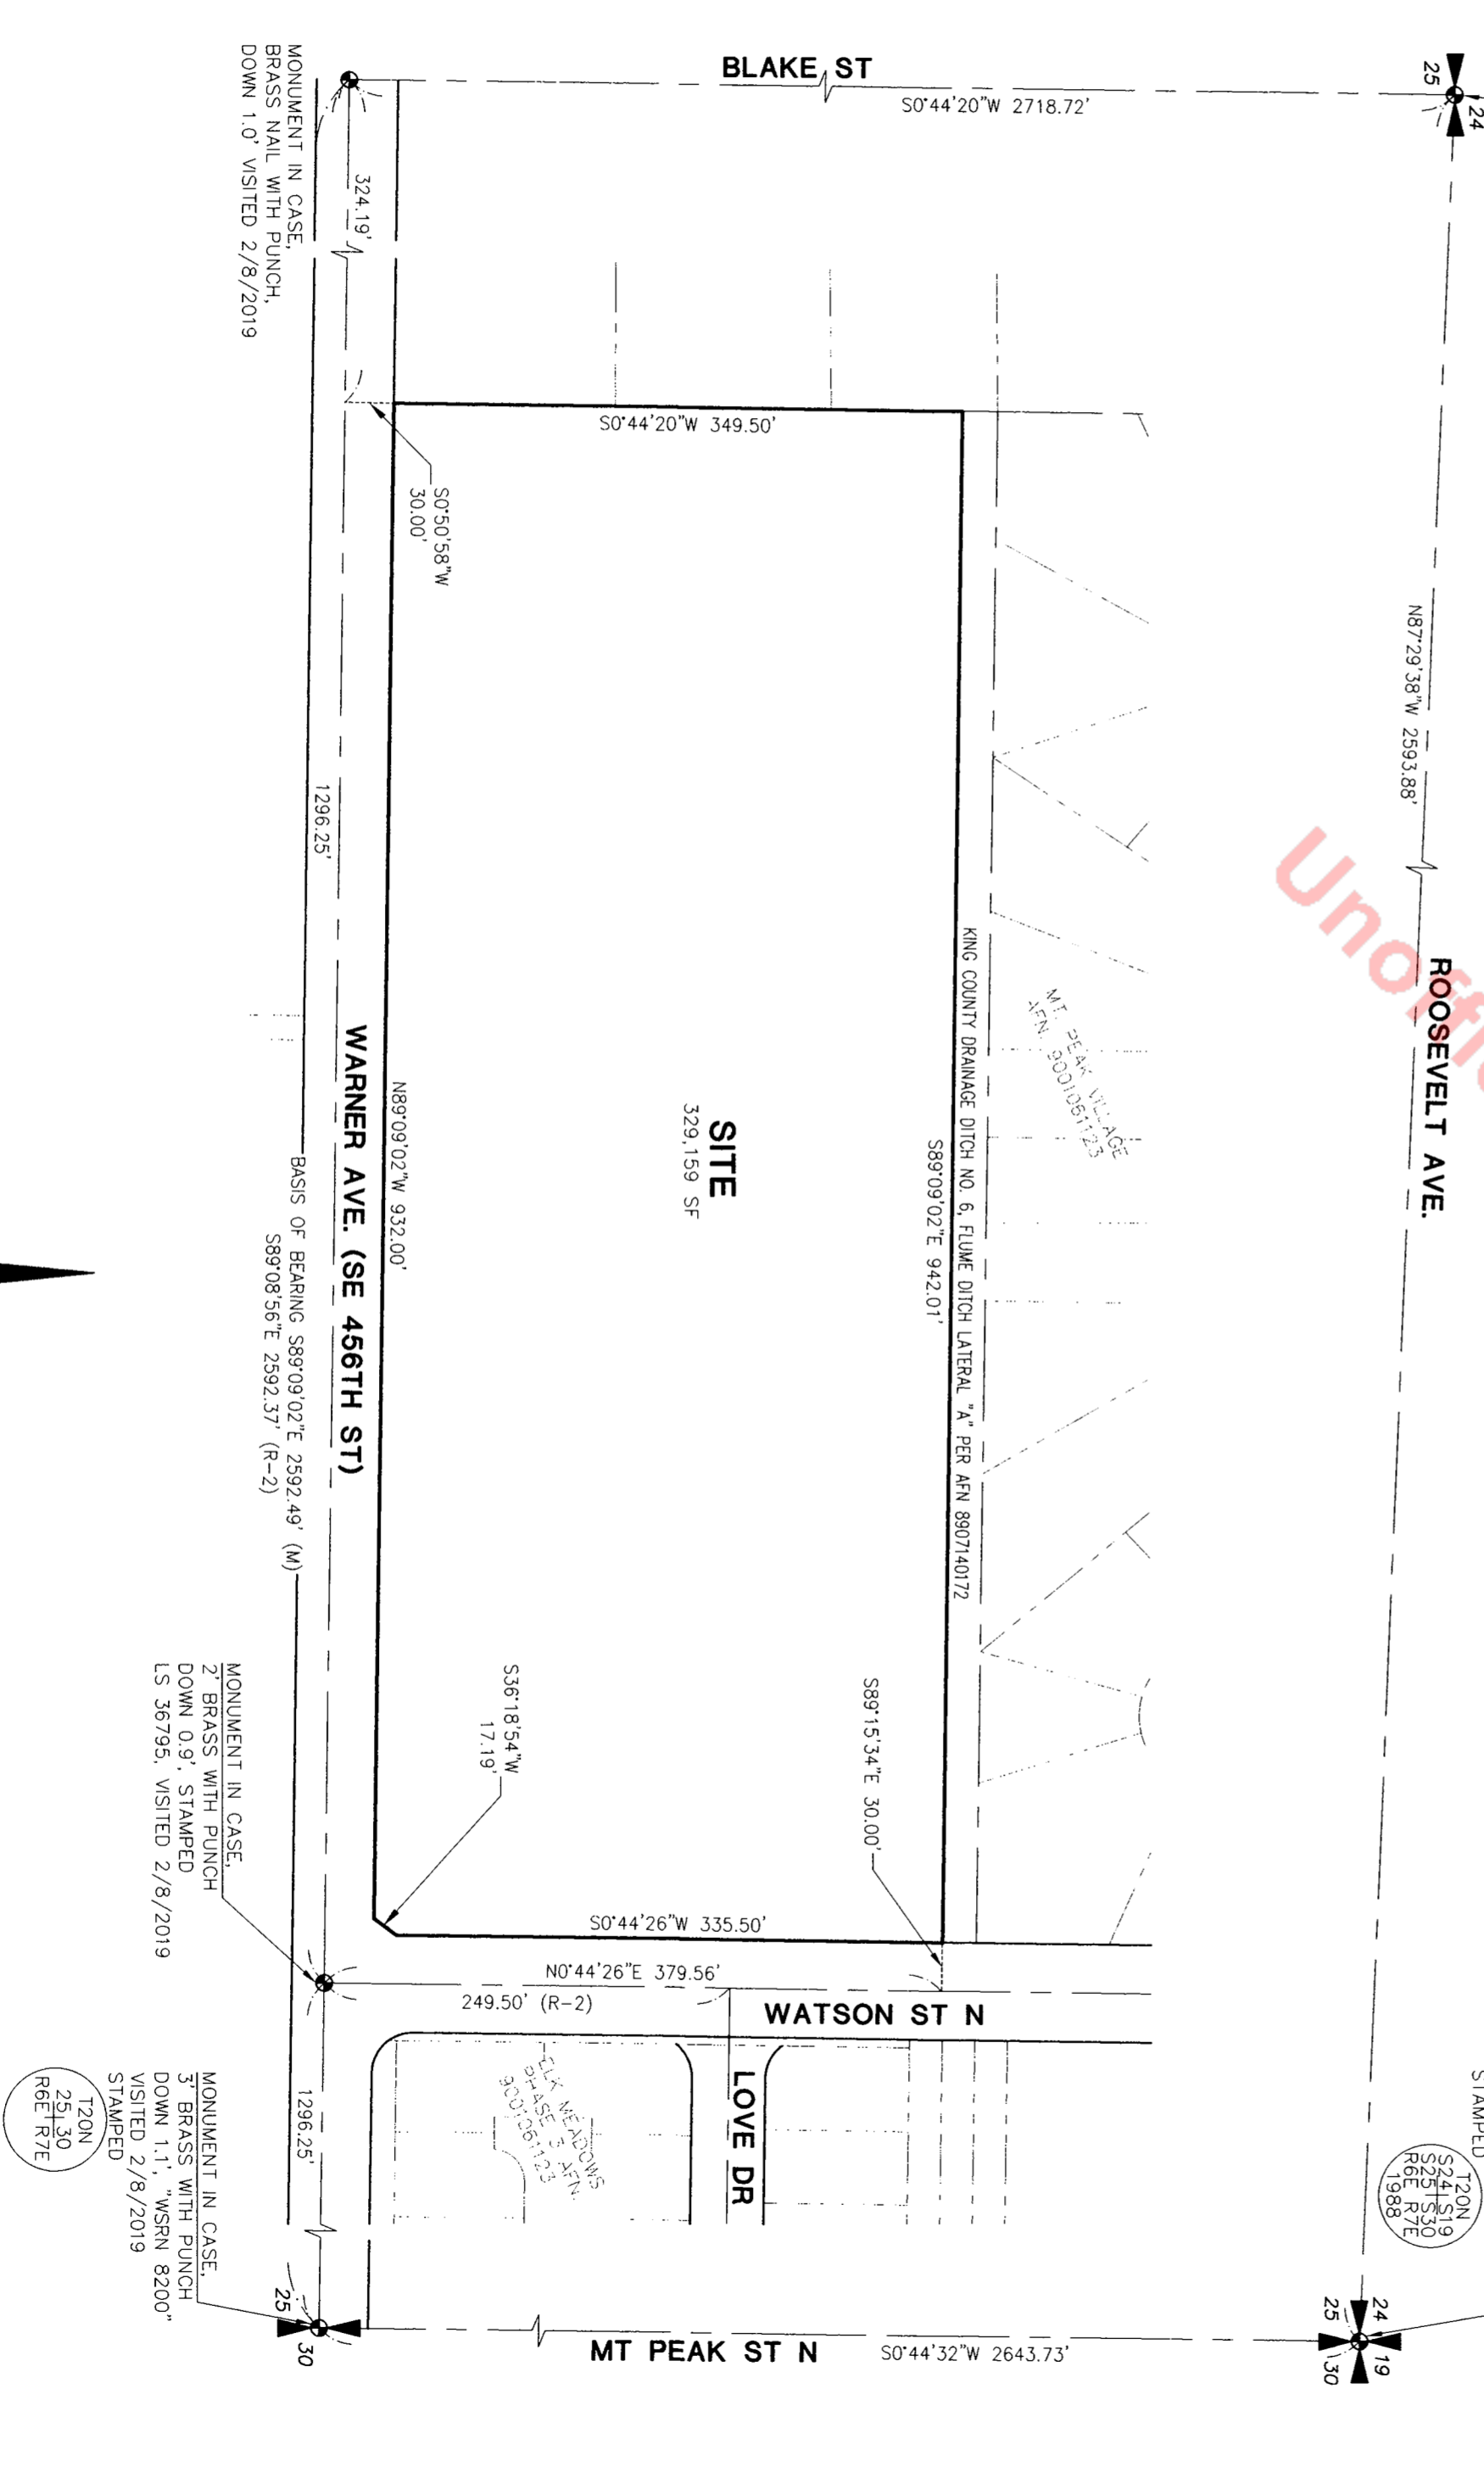 BLAKE ST
S0°44'20"W 2718.72'
25
24
MONUMENT IN CASE,
BRASS NAIL WITH PUNCH,
DOWN 1.0' VISITED 2/8/2019
324.19'
S0°44'20"W 349.50'
S0°50'58"W
30.00'
N87°29'38"W 2593.88'
ROOSEVELT AVE.
Unoffic
1296.25'
WARNER AVE. (SE 456TH ST)
N89°09'02"W 932.00'
BASIS OF BEARING S89°09'02"E 2592.49' (M)
S89°08'56"E 2592.37' (R-2)
SITE
329,159 SF
S89°09'02"E 942.01'
KING COUNTY DRAINAGE DITCH NO. 6, FLUME DITCH LATERAL "A" PER AFN 8907140172
MT. PEAK VILLAGE
AFN. 9001061123
S36°18'54"W
17.19'
S89°15'34"E 30.00'
MONUMENT IN CASE,
2' BRASS WITH PUNCH
DOWN 0.9', STAMPED
LS 36795, VISITED 2/8/2019
S0°44'26"W 335.50'
N0°44'26"E 379.56'
249.50' (R-2)
WATSON ST N
LOVE DR
ELK MEADOWS
PHASE 3 AFN.
9001061123
1296.25'
MONUMENT IN CASE,
3' BRASS WITH PUNCH
DOWN 1.1', "WSRN 8200"
VISITED 2/8/2019
STAMPED
T20N
25 30
R6E R7E
25
30
MT PEAK ST N
S0°44'32"W 2643.73'
STAMPED
T20N
S24 S19
S25 S30
R6E R7E
1988
24
19
25
30